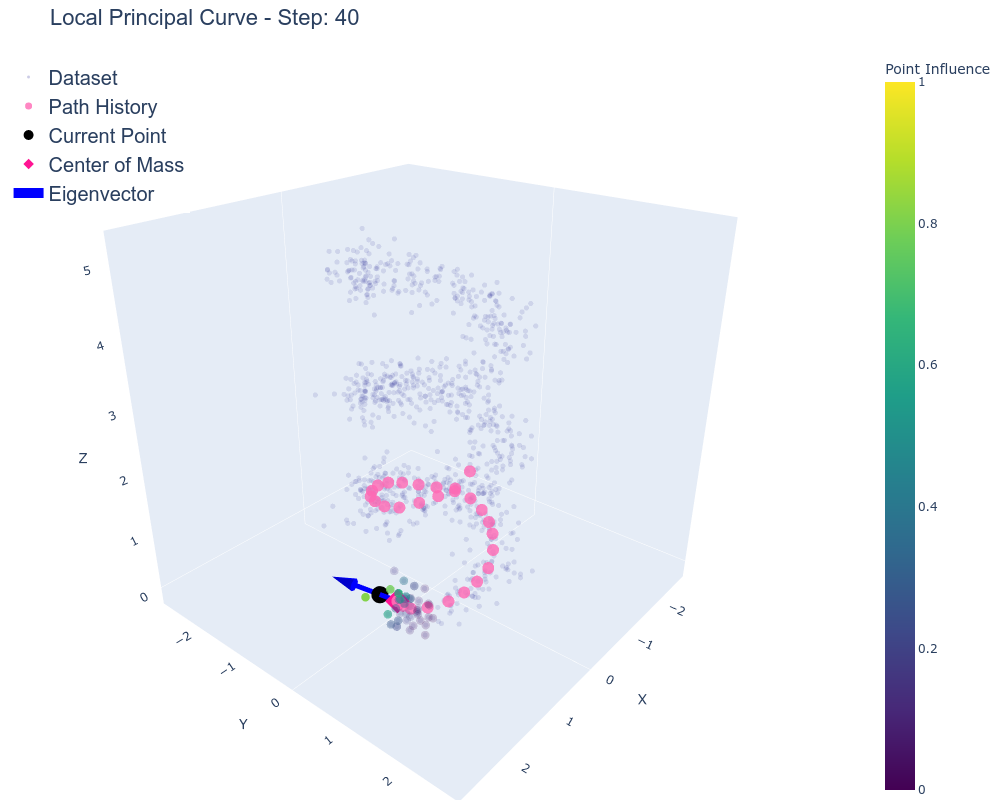 Local Principal Curve - Step: 40
Dataset
Path History
Current Point
Center of Mass
Eigenvector
Point Influence
1
0.8
0.6
0.4
0.2
0
5
4
3
2
1
0
Z
−2
−1
0
1
2
Y
−2
−1
0
1
2
X